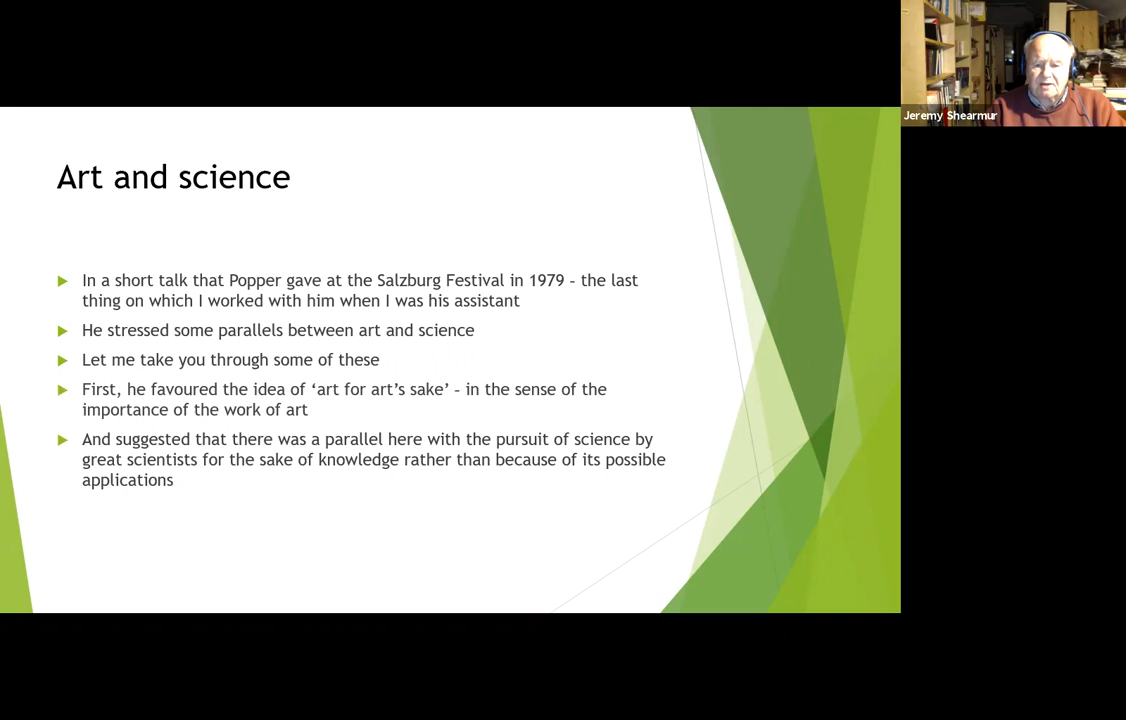 Jeremy Shearmur
Art and science
In a short talk that Popper gave at the Salzburg Festival in 1979 – the last
thing on which I worked with him when I was his assistant
He stressed some parallels between art and science
Let me take you through some of these
First, he favoured the idea of ‘art for art’s sake’ – in the sense of the
importance of the work of art
And suggested that there was a parallel here with the pursuit of science by
great scientists for the sake of knowledge rather than because of its possible
applications